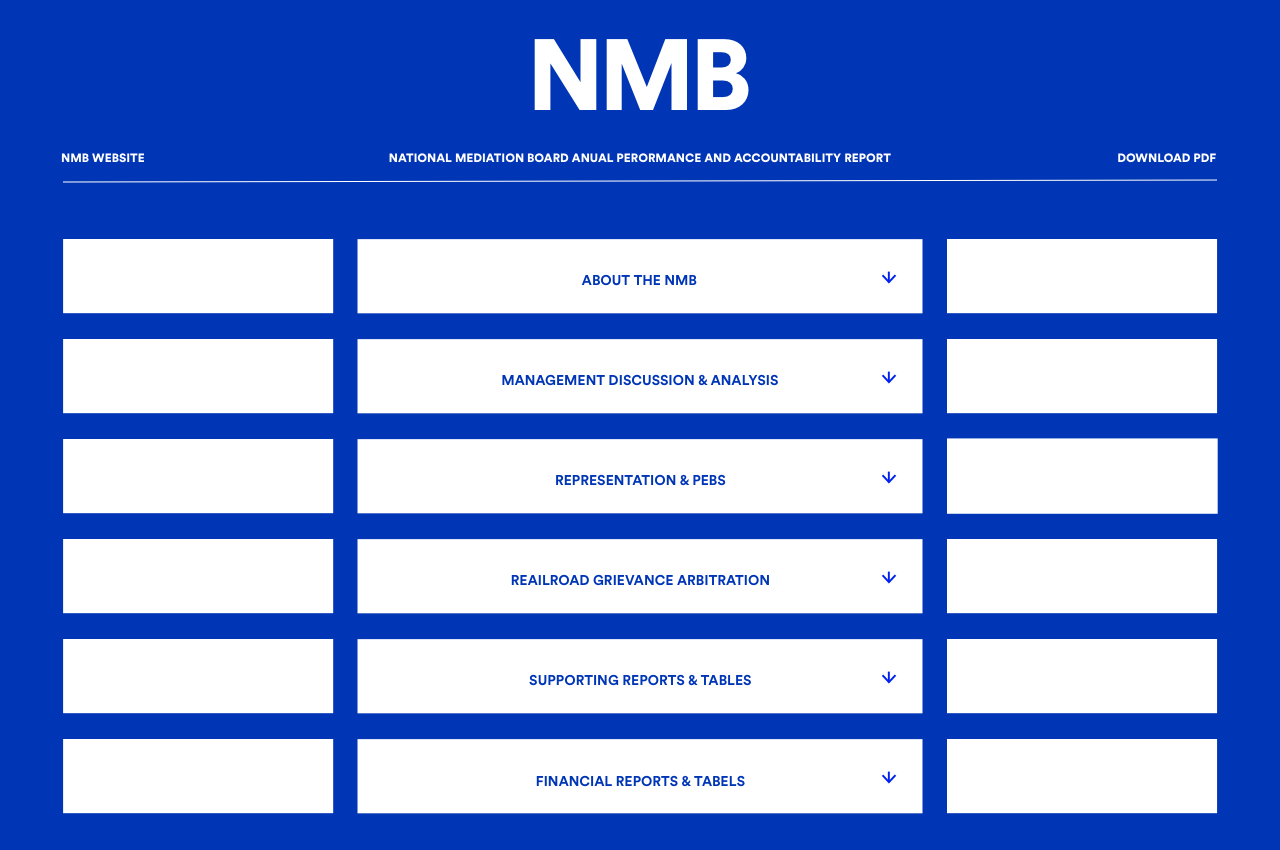 NMB
NMB WEBSITE
NATIONAL MEDIATION BOARD ANUAL PERORMANCE AND ACCOUNTABILITY REPORT
DOWNLOAD PDF
ABOUT THE NMB
MANAGEMENT DISCUSSION & ANALYSIS
REPRESENTATION & PEBS
REAILROAD GRIEVANCE ARBITRATION
SUPPORTING REPORTS & TABLES
FINANCIAL REPORTS & TABELS